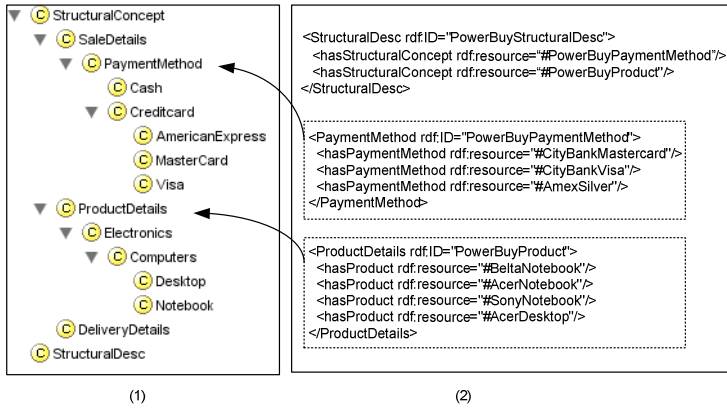 StructuralConcept
SaleDetails
PaymentMethod
Cash
Creditcard
AmericanExpress
MasterCard
Visa
ProductDetails
Electronics
Computers
Desktop
Notebook
DeliveryDetails
StructuralDesc
(1)
<StructuralDesc rdf:ID="PowerBuyStructuralDesc">
<hasStructuralConcept rdf:resource="#PowerBuyPaymentMethod"/>
<hasStructuralConcept rdf:resource="#PowerBuyProduct"/>
</StructuralDesc>
<PaymentMethod rdf:ID="PowerBuyPaymentMethod">
<hasPaymentMethod rdf:resource="#CityBankMastercard"/>
<hasPaymentMethod rdf:resource="#CityBankVisa"/>
<hasPaymentMethod rdf:resource="#AmexSilver"/>
</PaymentMethod>
<ProductDetails rdf:ID="PowerBuyProduct">
<hasProduct rdf:resource="#BeltaNotebook"/>
<hasProduct rdf:resource="#AcerNotebook"/>
<hasProduct rdf:resource="#SonyNotebook"/>
<hasProduct rdf:resource="#AcerDesktop"/>
</ProductDetails>
(2)